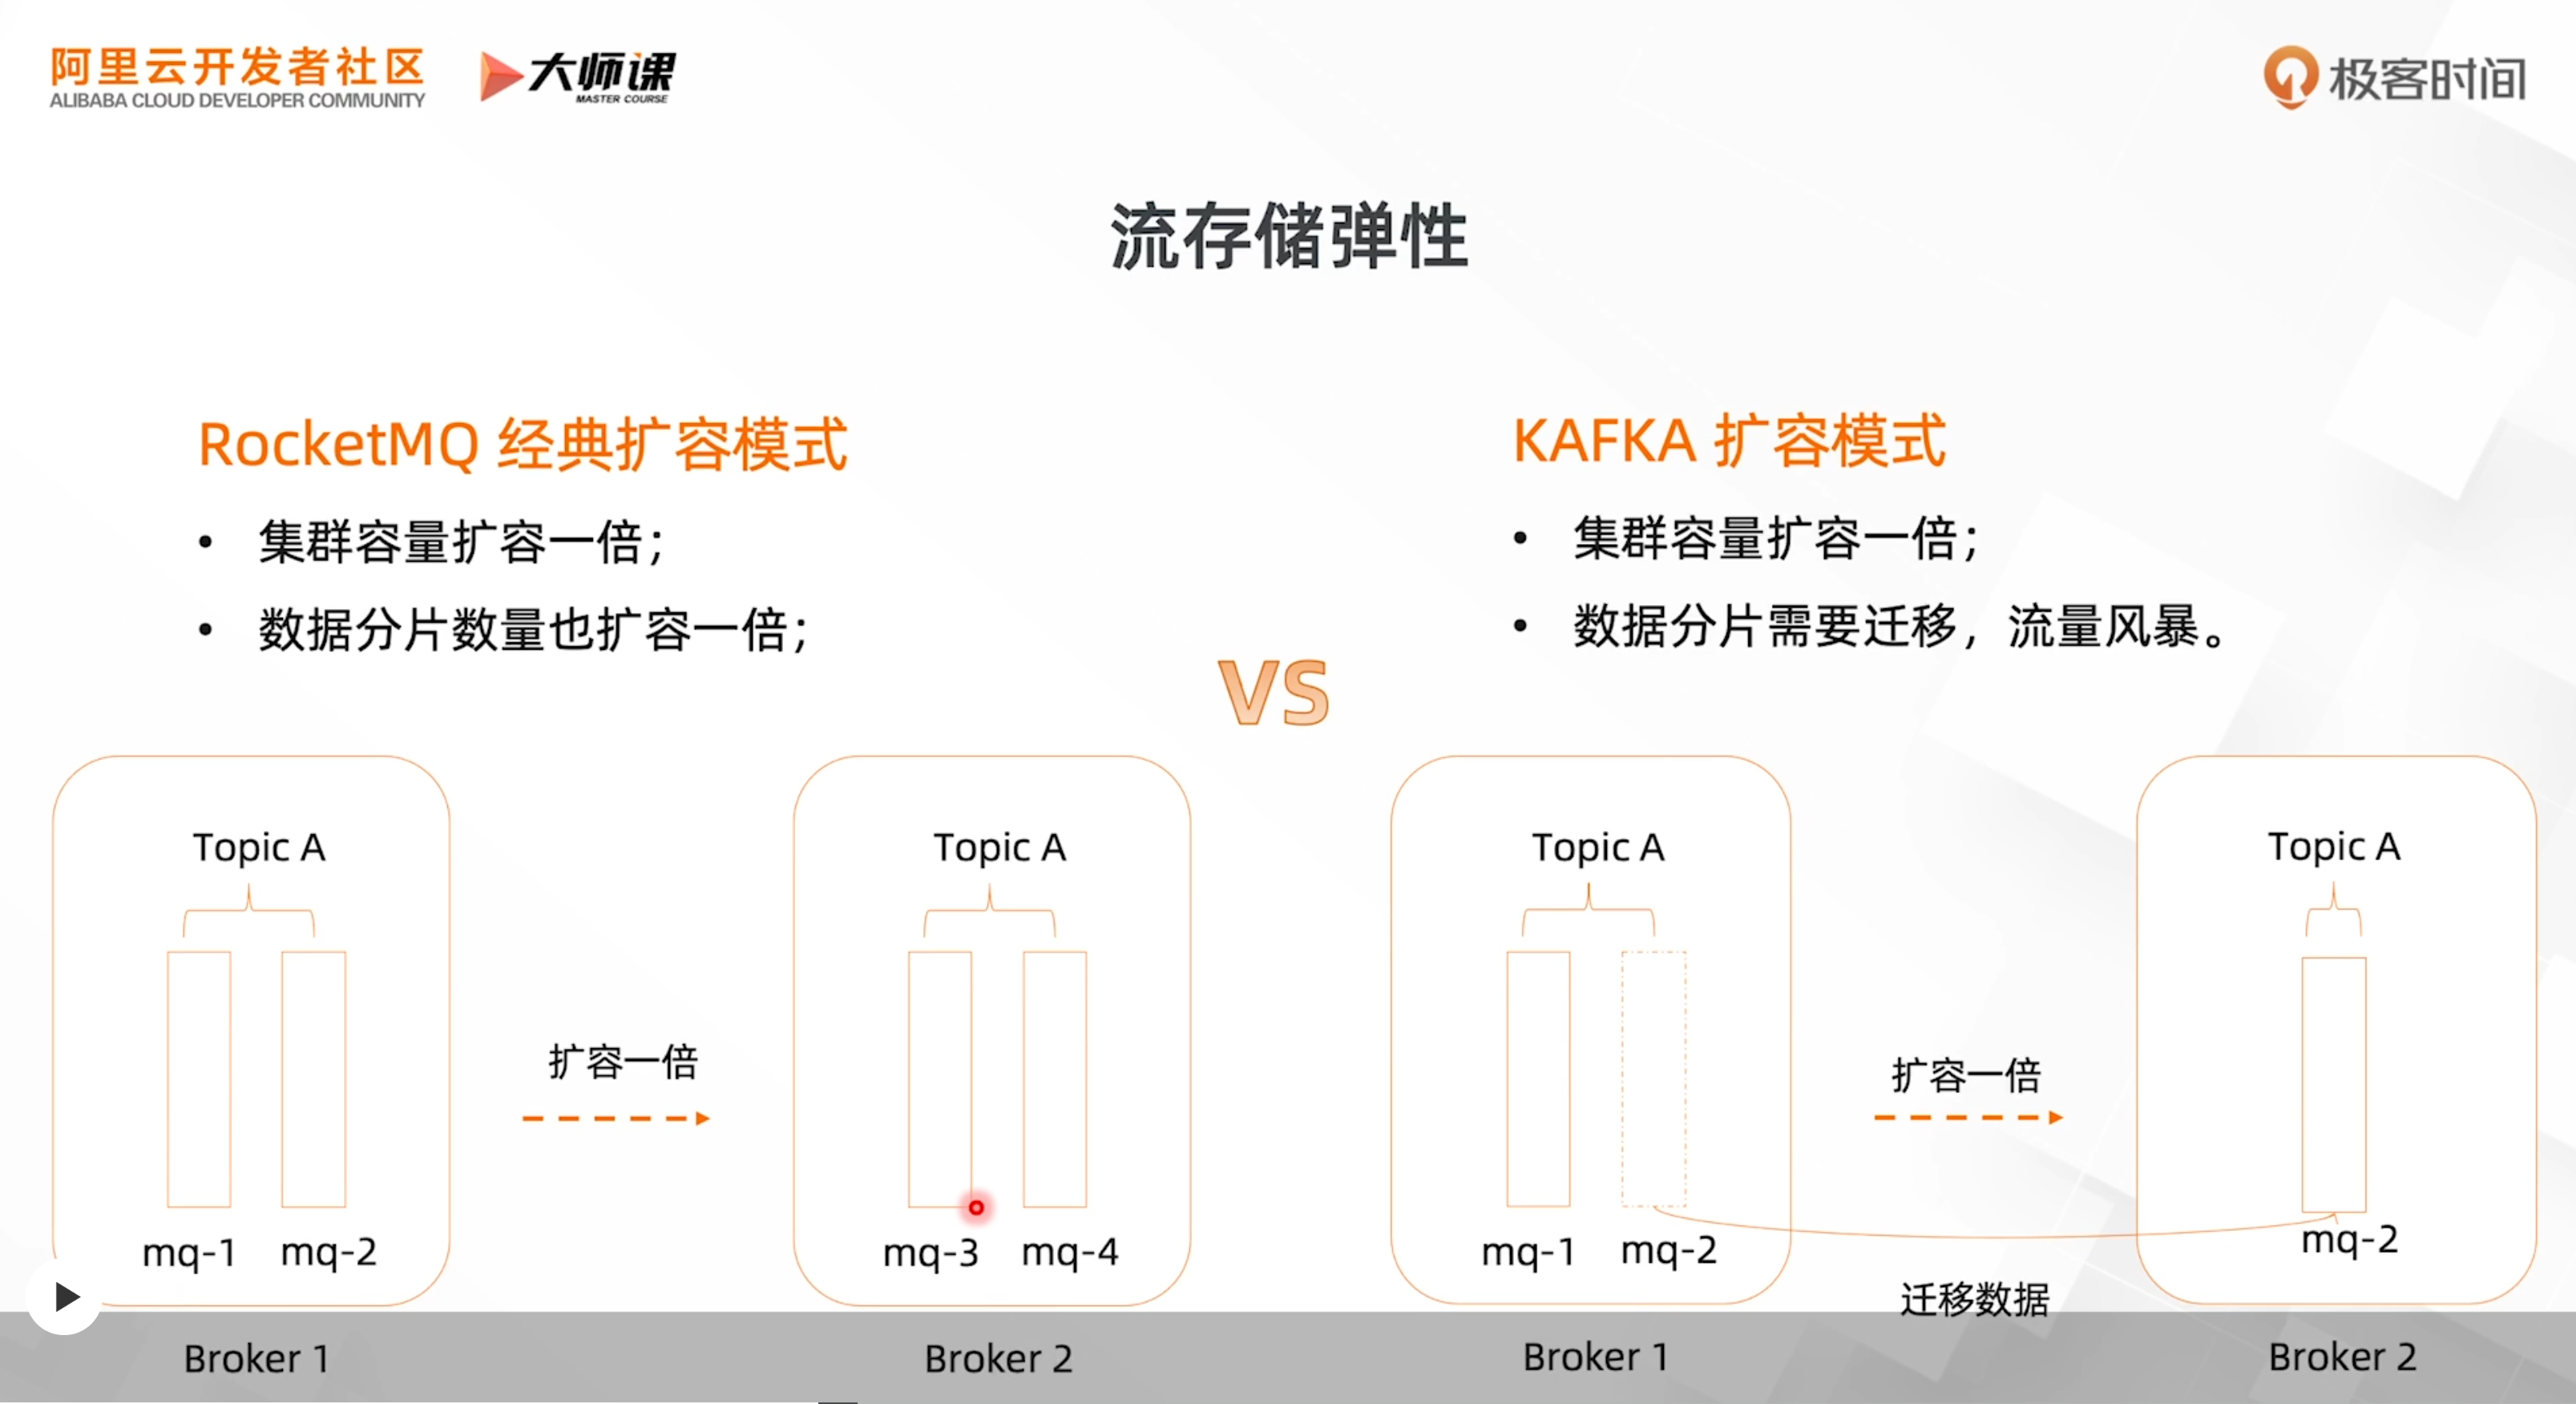 阿里云开发者社区
ALIBABA CLOUD DEVELOPER COMMUNITY
大师课
MASTER COURSE
极客时间
流存储弹性
RocketMQ 经典扩容模式
• 集群容量扩容一倍；
• 数据分片数量也扩容一倍；
VS
KAFKA 扩容模式
• 集群容量扩容一倍；
• 数据分片需要迁移，流量风暴。
Topic A
mq-1 mq-2
Broker 1
扩容一倍
Topic A
mq-3 mq-4
Broker 2
Topic A
mq-1 mq-2
Broker 1
扩容一倍
迁移数据
Topic A
mq-2
Broker 2